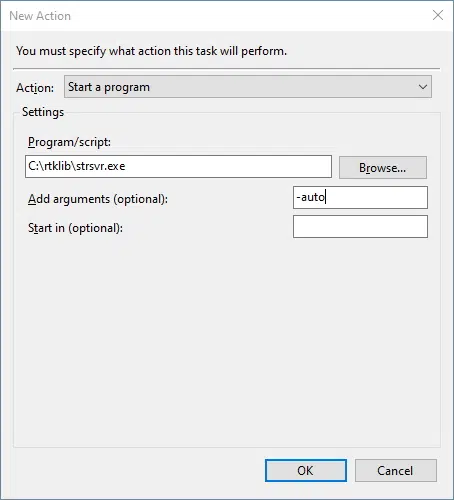 New Action
You must specify what action this task will perform.
Action: Start a program
Settings
Program/script:
C:\rtklib\strsvr.exe Browse...
Add arguments (optional): -auto
Start in (optional):
OK Cancel